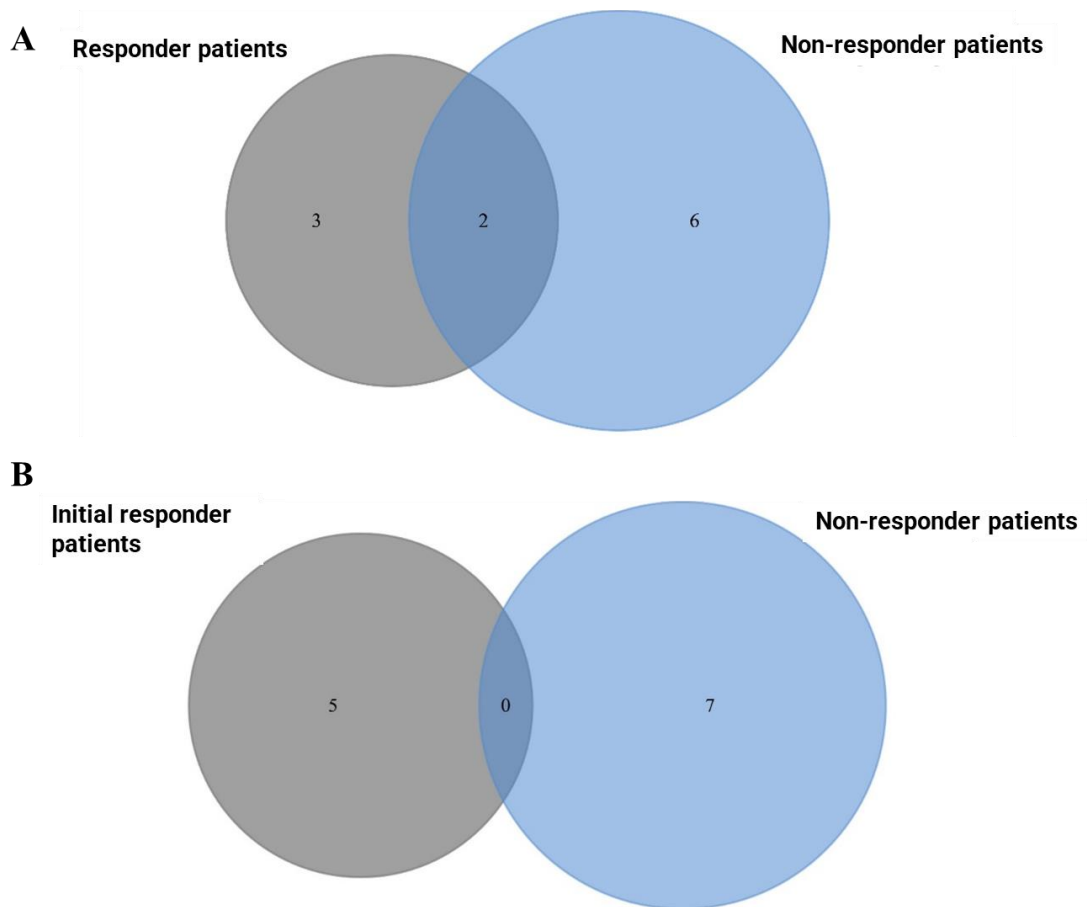 A
Responder patients
Non-responder patients
3
2
6
B
Initial responder
patients
Non-responder patients
5
0
7